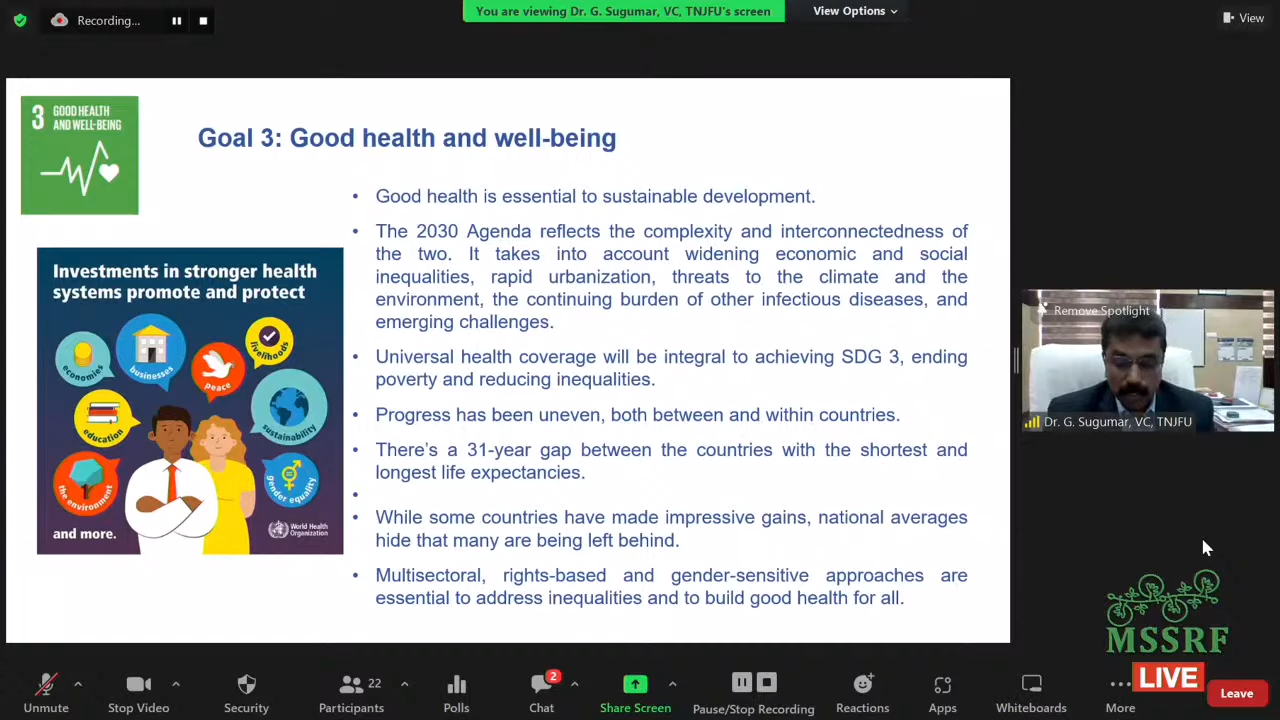 Recording...
You are viewing Dr. G. Sugumar, VC, TNJFU's screen
View Options
View
3 GOOD HEALTH
AND WELL-BEING
Goal 3: Good health and well-being
• Good health is essential to sustainable development.
• The 2030 Agenda reflects the complexity and interconnectedness of
the two. It takes into account widening economic and social
inequalities, rapid urbanization, threats to the climate and the
environment, the continuing burden of other infectious diseases, and
emerging challenges.
• Universal health coverage will be integral to achieving SDG 3, ending
poverty and reducing inequalities.
• Progress has been uneven, both between and within countries.
• There's a 31-year gap between the countries with the shortest and
longest life expectancies.
•
• While some countries have made impressive gains, national averages
hide that many are being left behind.
• Multisectoral, rights-based and gender-sensitive approaches are
essential to address inequalities and to build good health for all.
Investments in stronger health
systems promote and protect
economies
businesses
peace
livelihoods
education
sustainability
the environment
gender equality
and more.
World Health
Organization
Remove Spotlight
Dr. G. Sugumar, VC, TNJFU
MSSRF
LIVE
Unmute
Stop Video
Security
Participants
22
Polls
Chat
2
Share Screen
Pause/Stop Recording
Reactions
Apps
Whiteboards
More
Leave